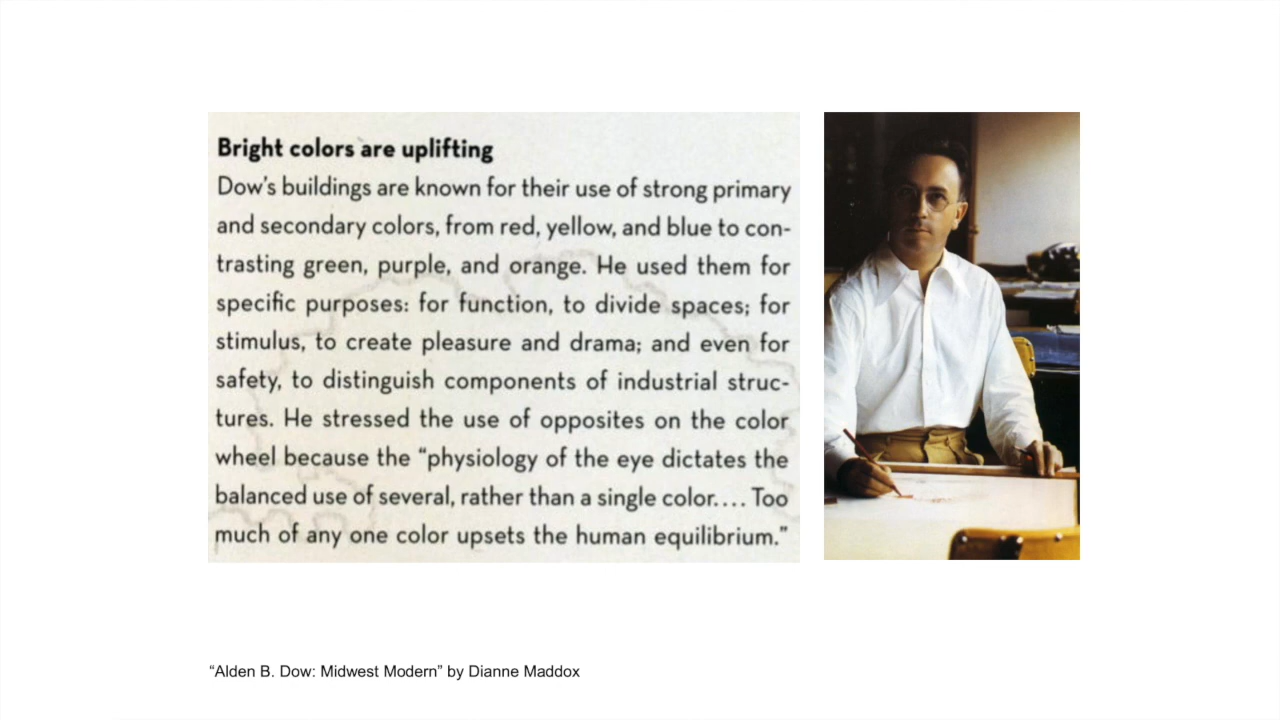 Bright colors are uplifting
Dow's buildings are known for their use of strong primary
and secondary colors, from red, yellow, and blue to con-
trasting green, purple, and orange. He used them for
specific purposes: for function, to divide spaces; for
stimulus, to create pleasure and drama; and even for
safety, to distinguish components of industrial struc-
tures. He stressed the use of opposites on the color
wheel because the “physiology of the eye dictates the
balanced use of several, rather than a single color.... Too
much of any one color upsets the human equilibrium.”
“Alden B. Dow: Midwest Modern” by Dianne Maddox